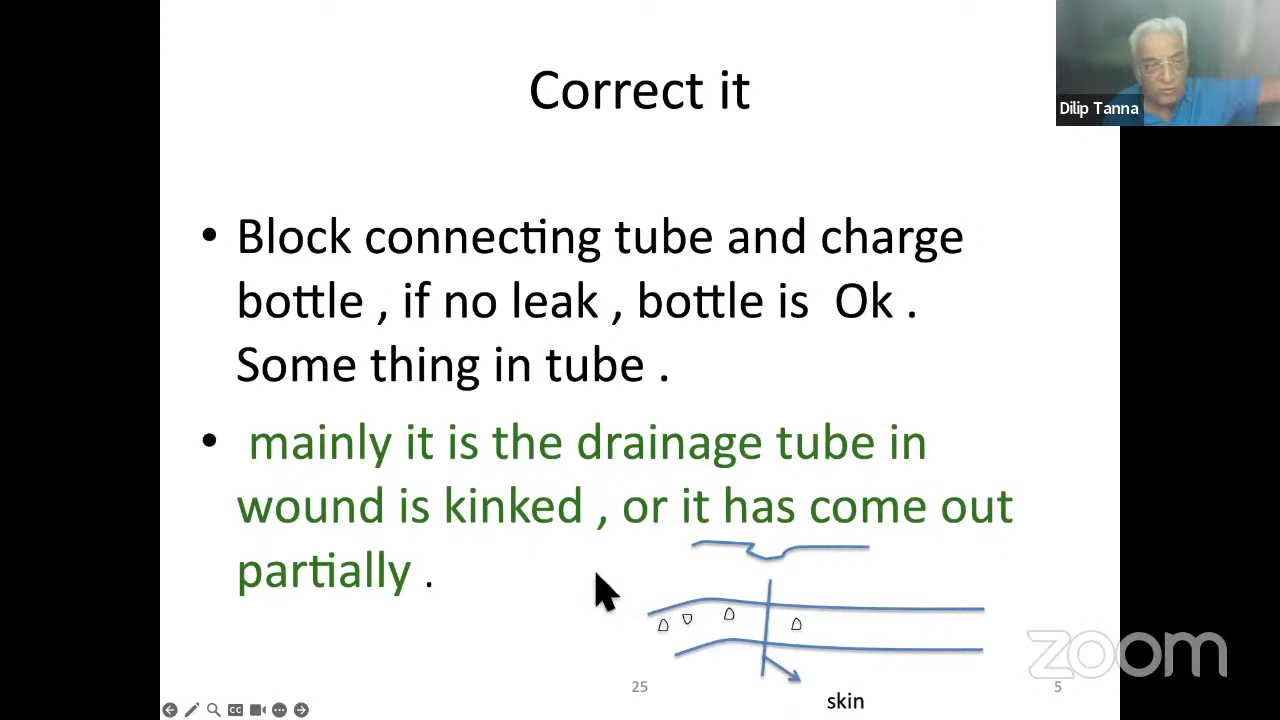 Correct it
Dilip Tanna
• Block connecting tube and charge
bottle , if no leak , bottle is Ok .
Some thing in tube .
• mainly it is the drainage tube in
wound is kinked , or it has come out
partially .
zoom
25
5
skin